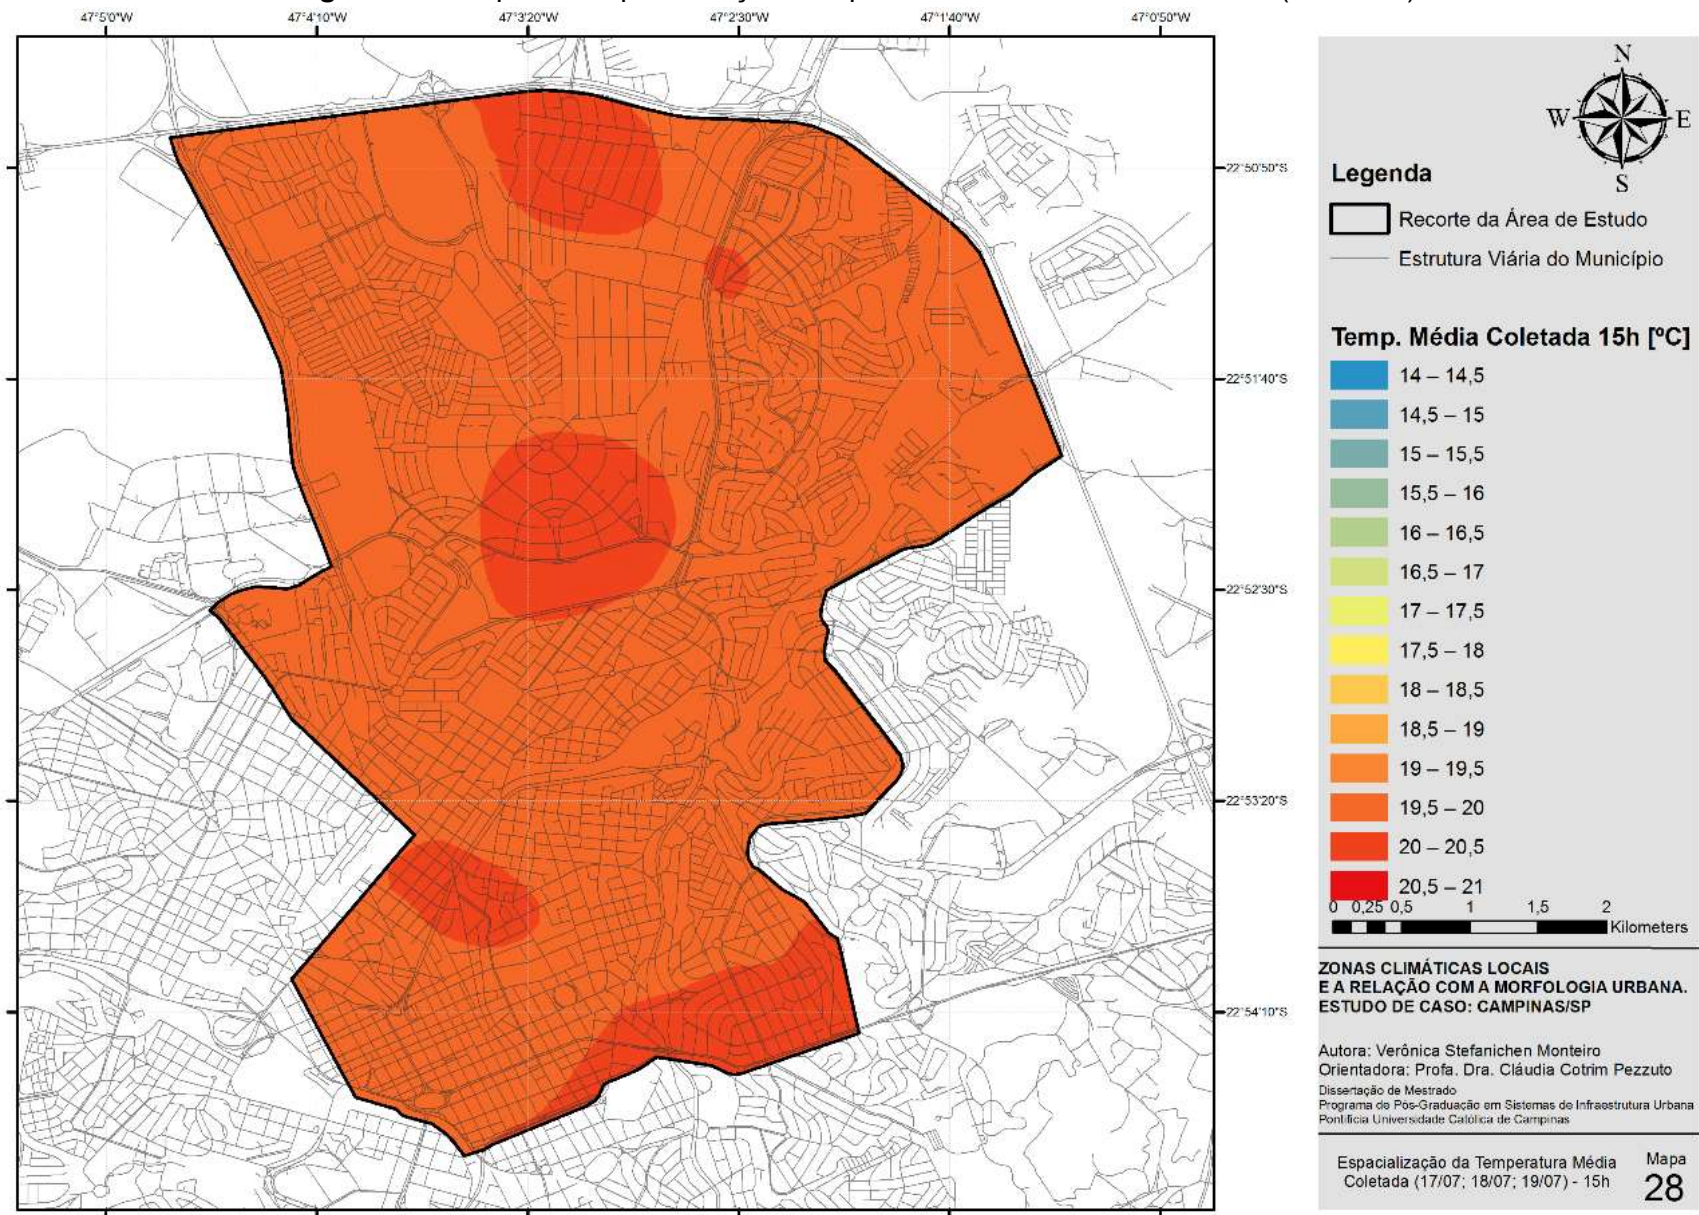 47°5'0"W
47°4'10"W
47°3'20"W
47°2'30"W
47°1'40"W
47°0'50"W
22°50'50"S
22°51'40"S
22°52'30"S
22°53'20"S
22°54'10"S
N
W
E
S
Legenda
Recorte da Área de Estudo
Estrutura Viária do Município
Temp. Média Coletada 15h [ºC]
14 – 14,5
14,5 – 15
15 – 15,5
15,5 – 16
16 – 16,5
16,5 – 17
17 – 17,5
17,5 – 18
18 – 18,5
18,5 – 19
19 – 19,5
19,5 – 20
20 – 20,5
20,5 – 21
0 0,25 0,5 1 1,5 2
Kilometers
ZONAS CLIMÁTICAS LOCAIS
E A RELAÇÃO COM A MORFOLOGIA URBANA.
ESTUDO DE CASO: CAMPINAS/SP
Autora: Verônica Stefanichen Monteiro
Orientadora: Profa. Dra. Cláudia Cotrim Pezzuto
Dissertação de Mestrado
Programa de Pós-Graduação em Sistemas de Infraestrutura Urbana
Pontifícia Universidade Católica de Campinas
Espacialização da Temperatura Média
Coletada (17/07; 18/07; 19/07) - 15h
Mapa
28